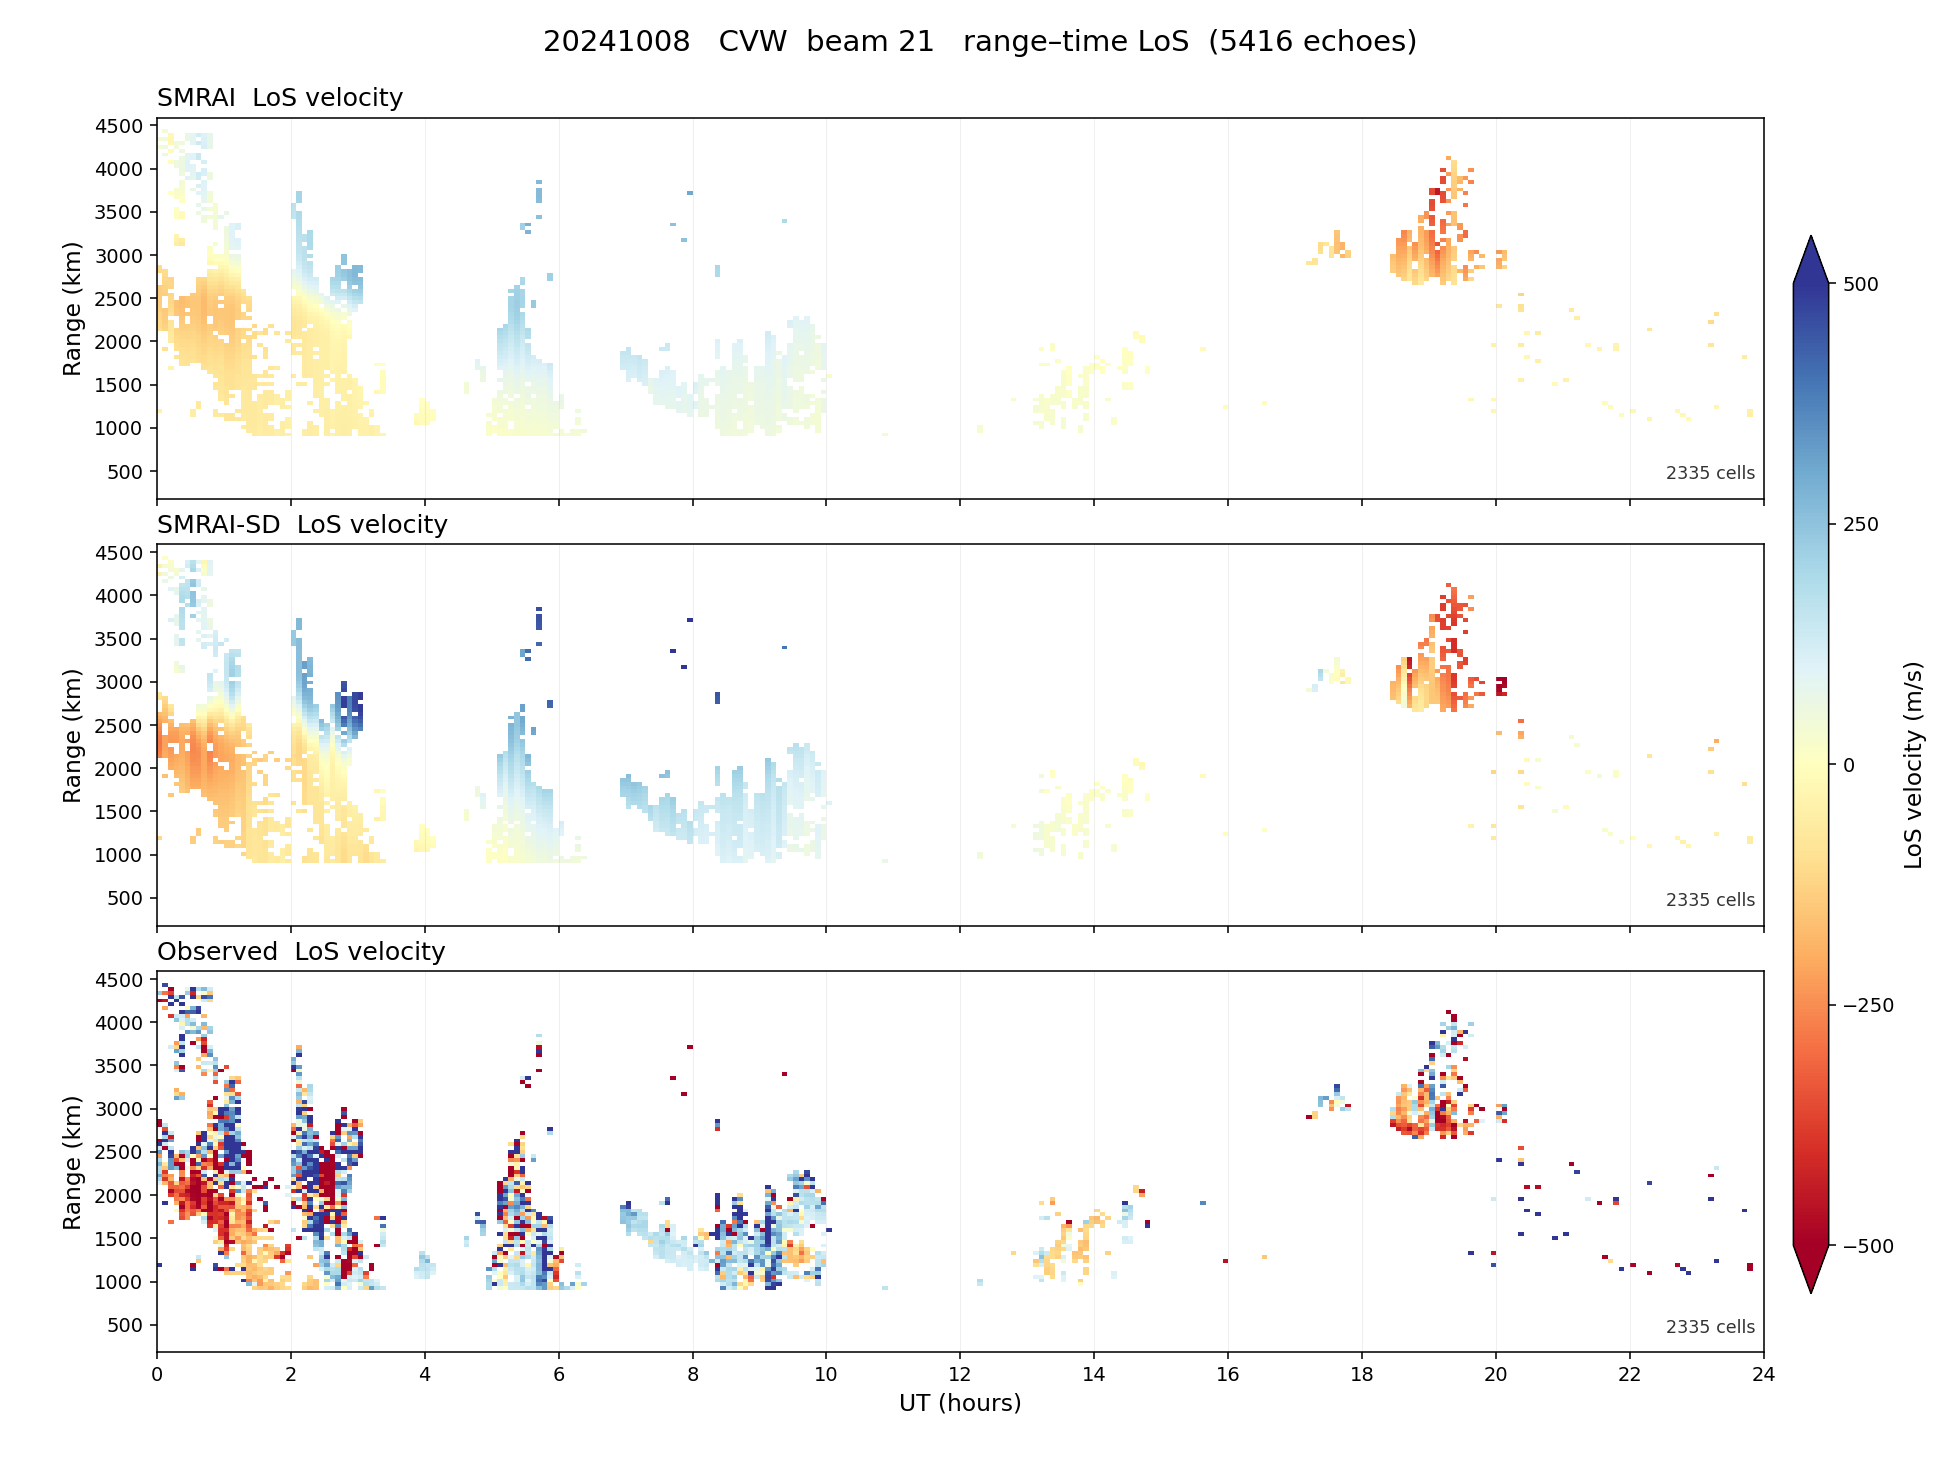 20241008   CVW  beam 21   range–time LoS  (5416 echoes)
SMRAI  LoS velocity
4500
4000
3500
3000
2500
2000
1500
1000
500
Range (km)
2335 cells
SMRAI-SD  LoS velocity
4500
4000
3500
3000
2500
2000
1500
1000
500
Range (km)
2335 cells
Observed  LoS velocity
4500
4000
3500
3000
2500
2000
1500
1000
500
Range (km)
2335 cells
0 2 4 6 8 10 12 14 16 18 20 22 24
UT (hours)
500
250
0
−250
−500
LoS velocity (m/s)